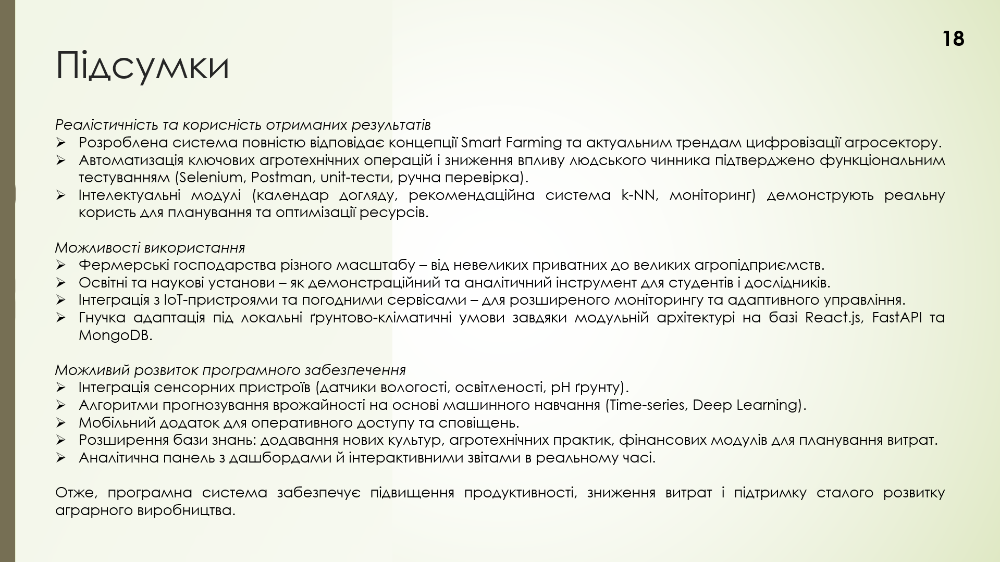 18
Підсумки
Реалістичність та корисність отриманих результатів
➢ Розроблена система повністю відповідає концепції Smart Farming та актуальним трендам цифровізації агросектору.
➢ Автоматизація ключових агротехнічних операцій і зниження впливу людського чинника підтверджено функціональним
тестуванням (Selenium, Postman, unit-тести, ручна перевірка).
➢ Інтелектуальні модулі (календар догляду, рекомендаційна система k-NN, моніторинг) демонструють реальну
користь для планування та оптимізації ресурсів.
Можливості використання
➢ Фермерські господарства різного масштабу – від невеликих приватних до великих агропідприємств.
➢ Освітні та наукові установи – як демонстраційний та аналітичний інструмент для студентів і дослідників.
➢ Інтеграція з IoT-пристроями та погодними сервісами – для розширеного моніторингу та адаптивного управління.
➢ Гнучка адаптація під локальні ґрунтово-кліматичні умови завдяки модульній архітектурі на базі React.js, FastAPI та
MongoDB.
Можливий розвиток програмного забезпечення
➢ Інтеграція сенсорних пристроїв (датчики вологості, освітленості, pH ґрунту).
➢ Алгоритми прогнозування врожайності на основі машинного навчання (Time-series, Deep Learning).
➢ Мобільний додаток для оперативного доступу та сповіщень.
➢ Розширення бази знань: додавання нових культур, агротехнічних практик, фінансових модулів для планування витрат.
➢ Аналітична панель з дашбордами й інтерактивними звітами в реальному часі.
Отже, програмна система забезпечує підвищення продуктивності, зниження витрат і підтримку сталого розвитку
аграрного виробництва.